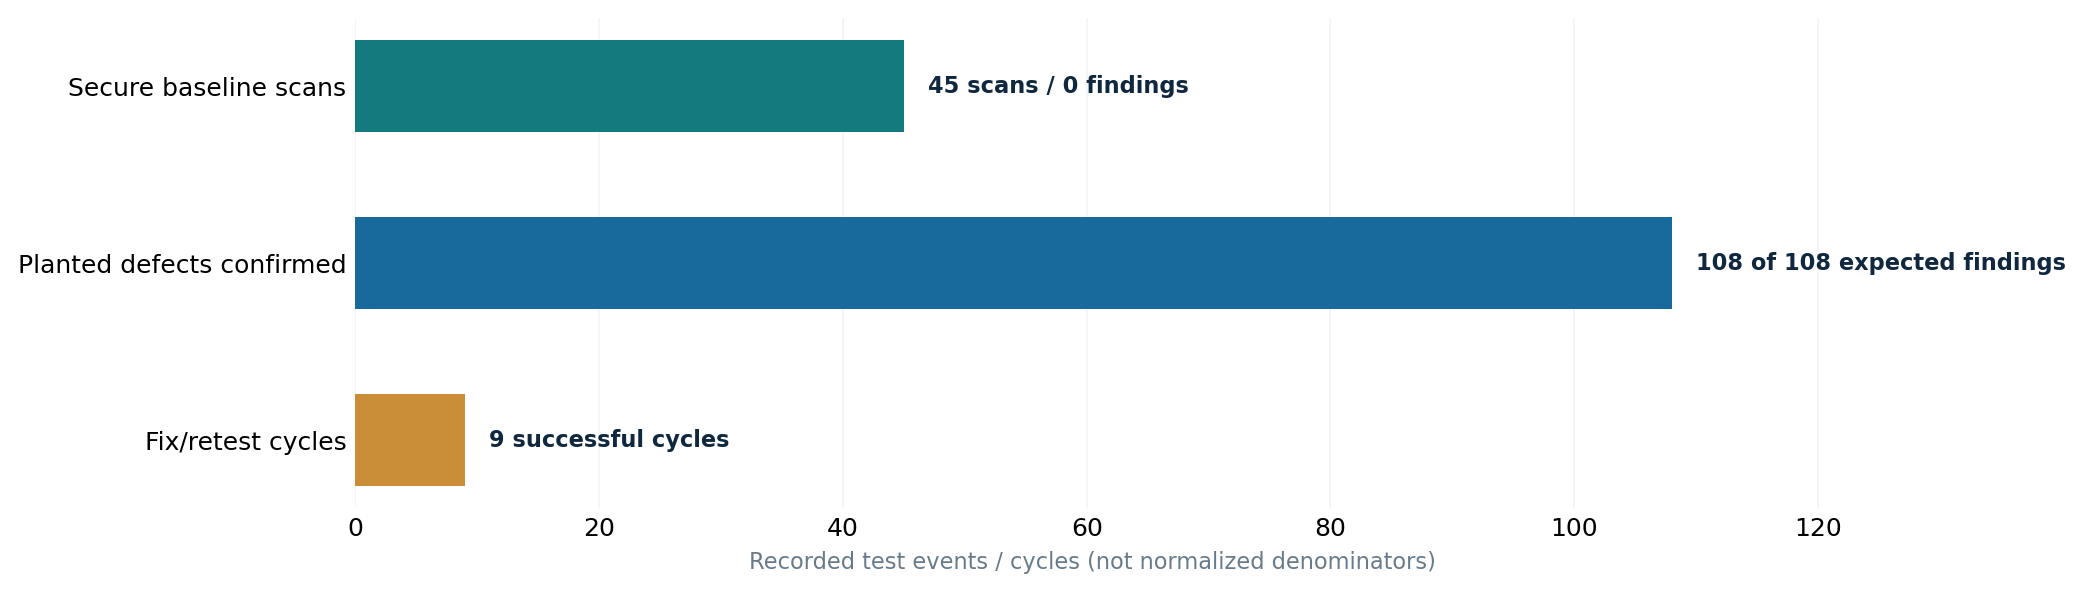 Secure baseline scans
45 scans / 0 findings
Planted defects confirmed
108 of 108 expected findings
Fix/retest cycles
9 successful cycles
0 20 40 60 80 100 120
Recorded test events / cycles (not normalized denominators)